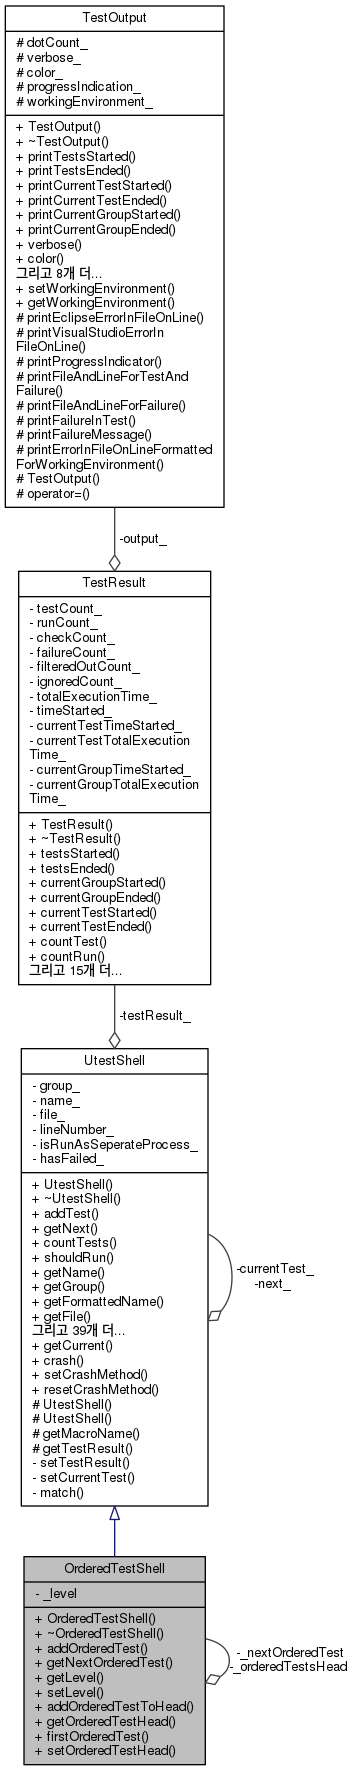 TestOutput
# dotCount_
# verbose_
# color_
# progressIndication_
# workingEnvironment_
+ TestOutput()
+ ~TestOutput()
+ printTestsStarted()
+ printTestsEnded()
+ printCurrentTestStarted()
+ printCurrentTestEnded()
+ printCurrentGroupStarted()
+ printCurrentGroupEnded()
+ verbose()
+ color()
그리고 8개 더...
+ setWorkingEnvironment()
+ getWorkingEnvironment()
# printEclipseErrorInFileOnLine()
# printVisualStudioErrorIn
FileOnLine()
# printProgressIndicator()
# printFileAndLineForTestAnd
Failure()
# printFileAndLineForFailure()
# printFailureInTest()
# printFailureMessage()
# printErrorInFileOnLineFormatted
ForWorkingEnvironment()
# TestOutput()
# operator=()
-output_
TestResult
- testCount_
- runCount_
- checkCount_
- failureCount_
- filteredOutCount_
- ignoredCount_
- totalExecutionTime_
- timeStarted_
- currentTestTimeStarted_
- currentTestTotalExecution
Time_
- currentGroupTimeStarted_
- currentGroupTotalExecution
Time_
+ TestResult()
+ ~TestResult()
+ testsStarted()
+ testsEnded()
+ currentGroupStarted()
+ currentGroupEnded()
+ currentTestStarted()
+ currentTestEnded()
+ countTest()
+ countRun()
그리고 15개 더...
-testResult_
UtestShell
- group_
- name_
- file_
- lineNumber_
- isRunAsSeperateProcess_
- hasFailed_
+ UtestShell()
+ ~UtestShell()
+ addTest()
+ getNext()
+ countTests()
+ shouldRun()
+ getName()
+ getGroup()
+ getFormattedName()
+ getFile()
그리고 39개 더...
+ getCurrent()
+ crash()
+ setCrashMethod()
+ resetCrashMethod()
# UtestShell()
# UtestShell()
# getMacroName()
# getTestResult()
- setTestResult()
- setCurrentTest()
- match()
-currentTest_
-next_
OrderedTestShell
- _level
+ OrderedTestShell()
+ ~OrderedTestShell()
+ addOrderedTest()
+ getNextOrderedTest()
+ getLevel()
+ setLevel()
+ addOrderedTestToHead()
+ getOrderedTestHead()
+ firstOrderedTest()
+ setOrderedTestHead()
-_nextOrderedTest
-_orderedTestsHead